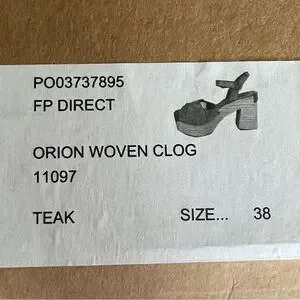 PO03737895
FP DIRECT
ORION WOVEN CLOG
11097
TEAK SIZE... 38